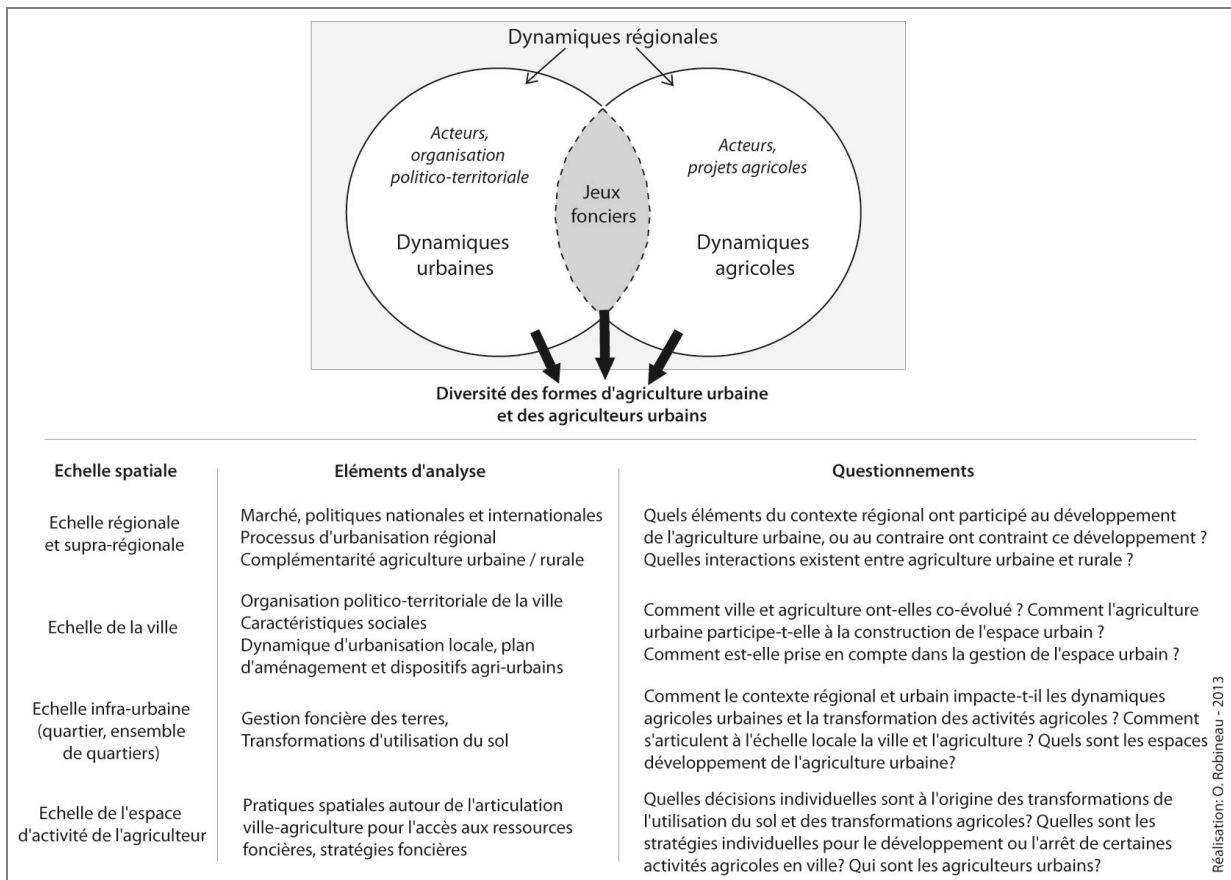 Dynamiques régionales
Acteurs,
organisation
politico-territoriale
Dynamiques
urbaines
Jeux
fonciers
Acteurs,
projets agricoles
Dynamiques
agricoles
Diversité des formes d'agriculture urbaine
et des agriculteurs urbains
Echelle spatiale
Eléments d'analyse
Questionnements
Echelle régionale
et supra-régionale
Marché, politiques nationales et internationales
Processus d'urbanisation régional
Complémentarité agriculture urbaine / rurale
Quels éléments du contexte régional ont participé au développement
de l'agriculture urbaine, ou au contraire ont contraint ce développement ?
Quelles interactions existent entre agriculture urbaine et rurale ?
Echelle de la ville
Organisation politico-territoriale de la ville
Caractéristiques sociales
Dynamique d'urbanisation locale, plan
d'aménagement et dispositifs agri-urbains
Comment ville et agriculture ont-elles co-évolué ? Comment l'agriculture
urbaine participe-t-elle à la construction de l'espace urbain ?
Comment est-elle prise en compte dans la gestion de l'espace urbain ?
Echelle infra-urbaine
(quartier, ensemble
de quartiers)
Gestion foncière des terres,
Transformations d'utilisation du sol
Comment le contexte régional et urbain impacte-t-il les dynamiques
agricoles urbaines et la transformation des activités agricoles ? Comment
s'articulent à l'échelle locale la ville et l'agriculture ? Quels sont les espaces
développement de l'agriculture urbaine?
Echelle de l'espace
d'activité de l'agriculteur
Pratiques spatiales autour de l'articulation
ville-agriculture pour l'accès aux ressources
foncières, stratégies foncières
Quelles décisions individuelles sont à l'origine des transformations de
l'utilisation du sol et des transformations agricoles? Quelles sont les
stratégies individuelles pour le développement ou l'arrêt de certaines
activités agricoles en ville? Qui sont les agriculteurs urbains?
Réalisation: O. Robineau - 2013